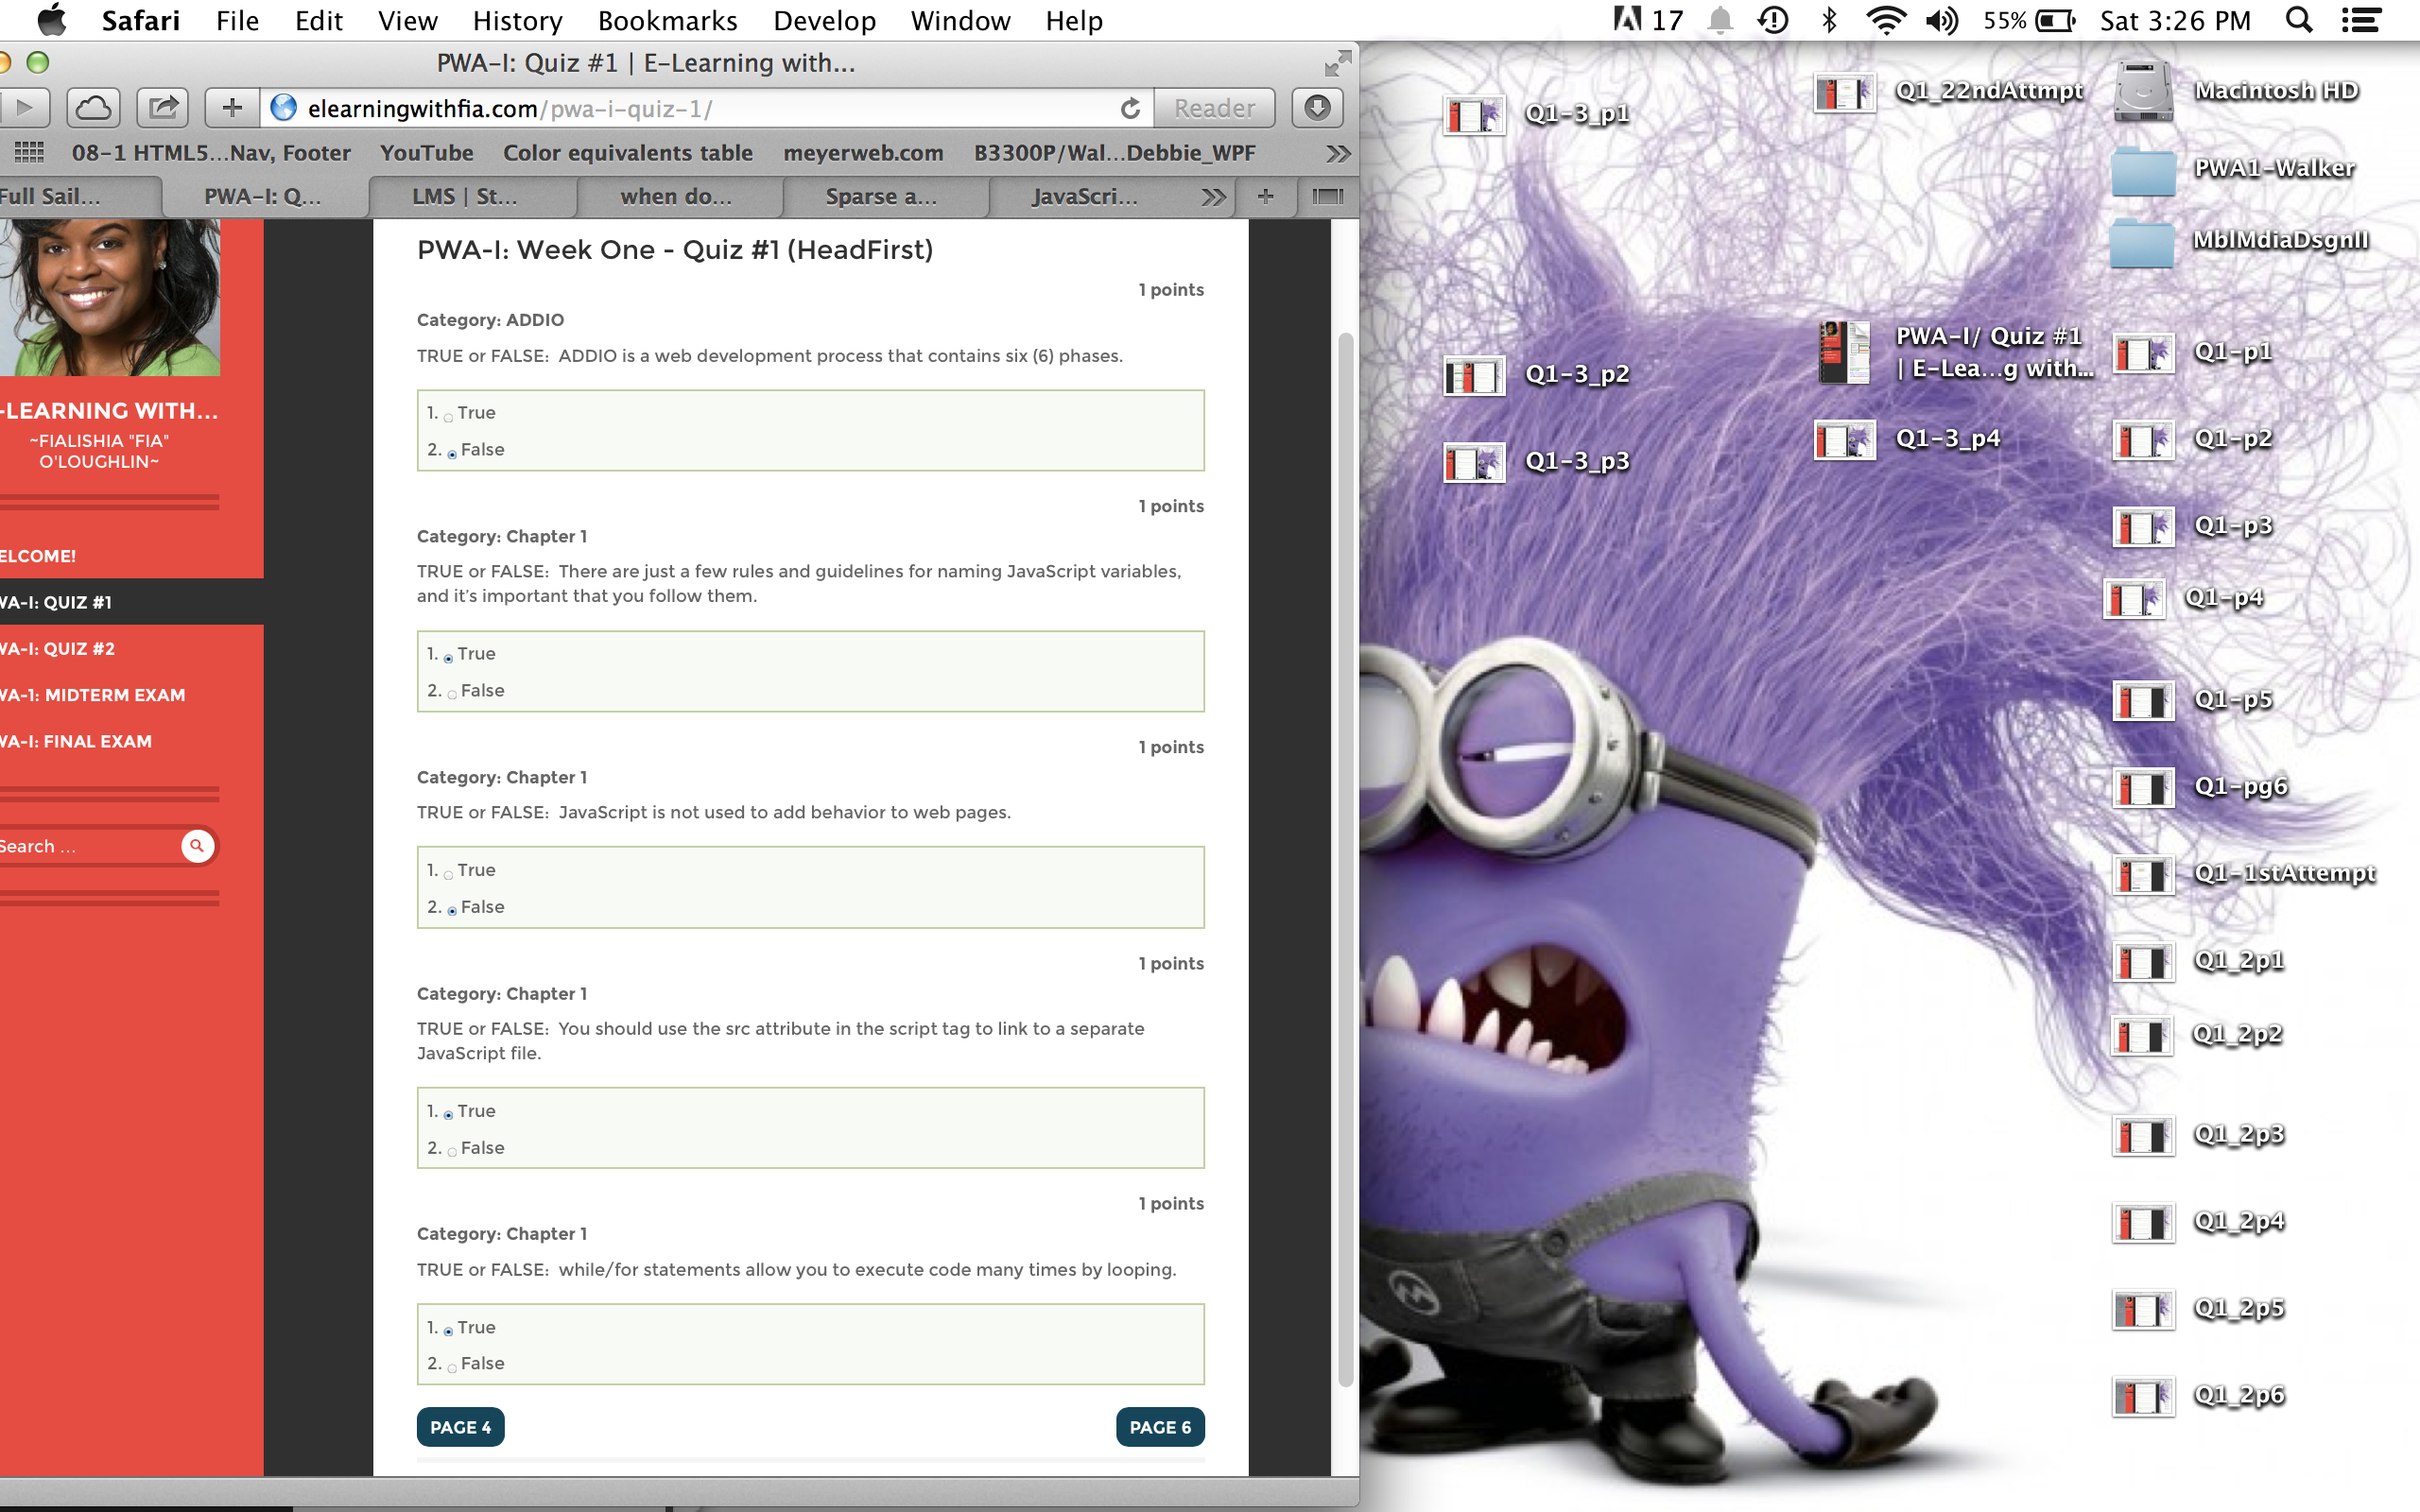 Safari File Edit View History Bookmarks Develop Window Help
17 55% Sat 3:26 PM
PWA-I: Quiz #1 | E-Learning with...
elearningwithfia.com/pwa-i-quiz-1/
Reader
08-1 HTML5...Nav, Footer YouTube Color equivalents table meyerweb.com B3300P/Wal...Debbie_WPF
Full Sail... PWA-I: Q... LMS | St... when do... Sparse a... JavaScri...
-LEARNING WITH...
~FIALISHIA "FIA"
O'LOUGHLIN~
ELCOME!
WA-I: QUIZ #1
WA-I: QUIZ #2
WA-1: MIDTERM EXAM
WA-I: FINAL EXAM
Search ...
PWA-I: Week One - Quiz #1 (HeadFirst)
1 points
Category: ADDIO
TRUE or FALSE: ADDIO is a web development process that contains six (6) phases.
1. True
2. False
1 points
Category: Chapter 1
TRUE or FALSE: There are just a few rules and guidelines for naming JavaScript variables,
and it's important that you follow them.
1. True
2. False
1 points
Category: Chapter 1
TRUE or FALSE: JavaScript is not used to add behavior to web pages.
1. True
2. False
1 points
Category: Chapter 1
TRUE or FALSE: You should use the src attribute in the script tag to link to a separate
JavaScript file.
1. True
2. False
1 points
Category: Chapter 1
TRUE or FALSE: while/for statements allow you to execute code many times by looping.
1. True
2. False
PAGE 4
PAGE 6
Q1-3_p1
Q1-3_p2
Q1-3_p3
Q1_22ndAttmpt
PWA-I/ Quiz #1
| E-Lea...g with...
Q1-3_p4
Macintosh HD
PWA1-Walker
MblMdiaDsgnII
Q1-p1
Q1-p2
Q1-p3
Q1-p4
Q1-p5
Q1-pg6
Q1-1stAttempt
Q1_2p1
Q1_2p2
Q1_2p3
Q1_2p4
Q1_2p5
Q1_2p6